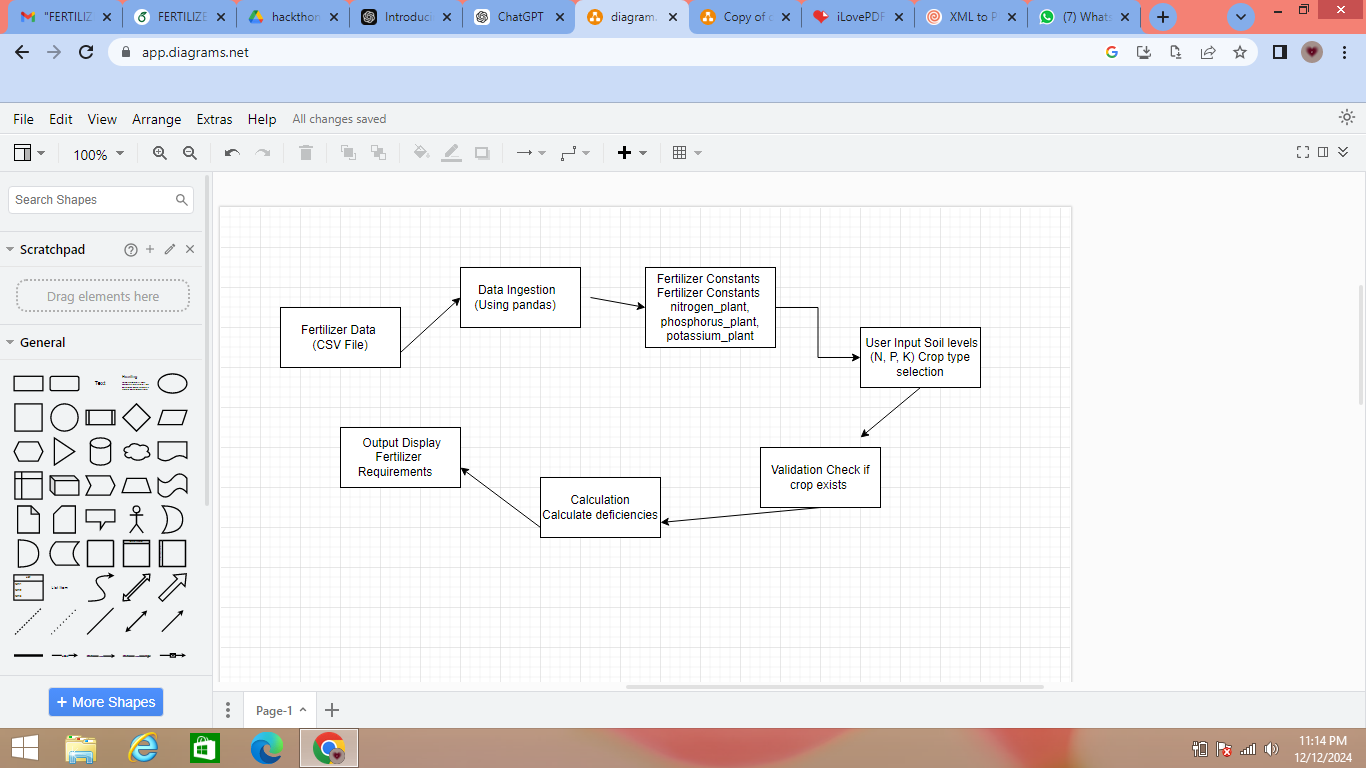 "FERTILIZ
FERTILIZE
hackthon
Introduci
ChatGPT
diagram.
Copy of d
iLovePDF
XML to P
(7) Whats
app.diagrams.net
File Edit View Arrange Extras Help All changes saved
100%
Search Shapes
Scratchpad
Drag elements here
General
Text
Heading
More Shapes
Fertilizer Data
(CSV File)
Data Ingestion
(Using pandas)
Fertilizer Constants
Fertilizer Constants
nitrogen_plant,
phosphorus_plant,
potassium_plant
User Input Soil levels
(N, P, K) Crop type
selection
Validation Check if
crop exists
Calculation
Calculate deficiencies
Output Display
Fertilizer
Requirements
Page-1
11:14 PM
12/12/2024